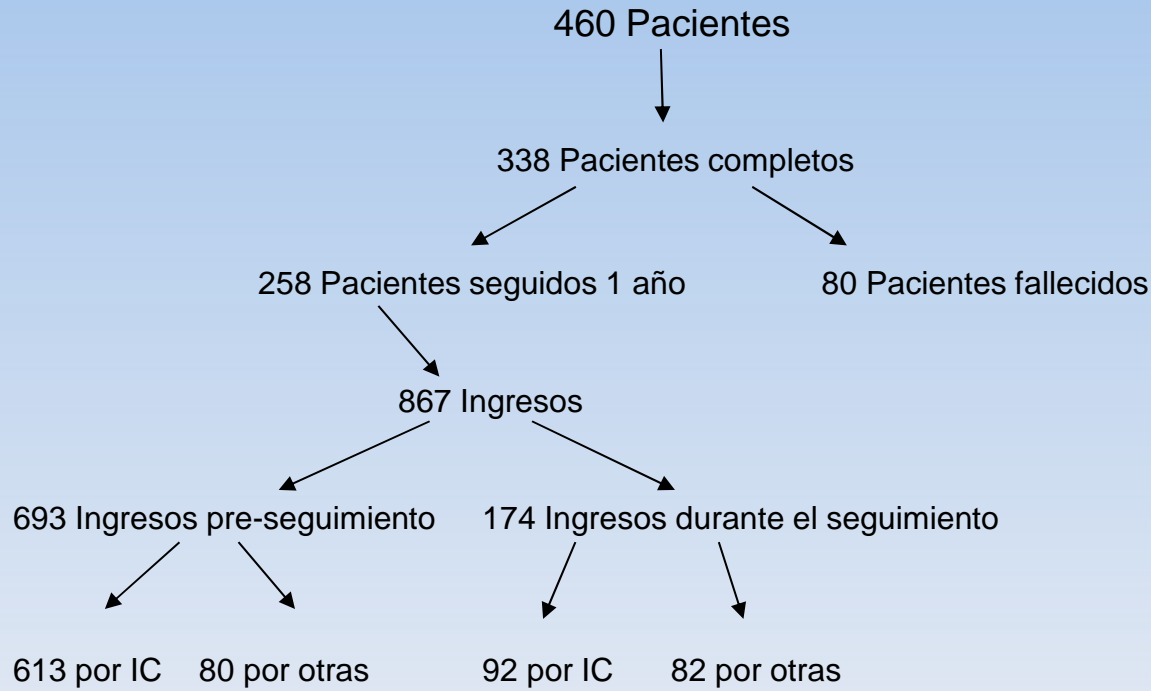 460 Pacientes
338 Pacientes completos
258 Pacientes seguidos 1 año
80 Pacientes fallecidos
867 Ingresos
693 Ingresos pre-seguimiento
174 Ingresos durante el seguimiento
613 por IC
80 por otras
92 por IC
82 por otras